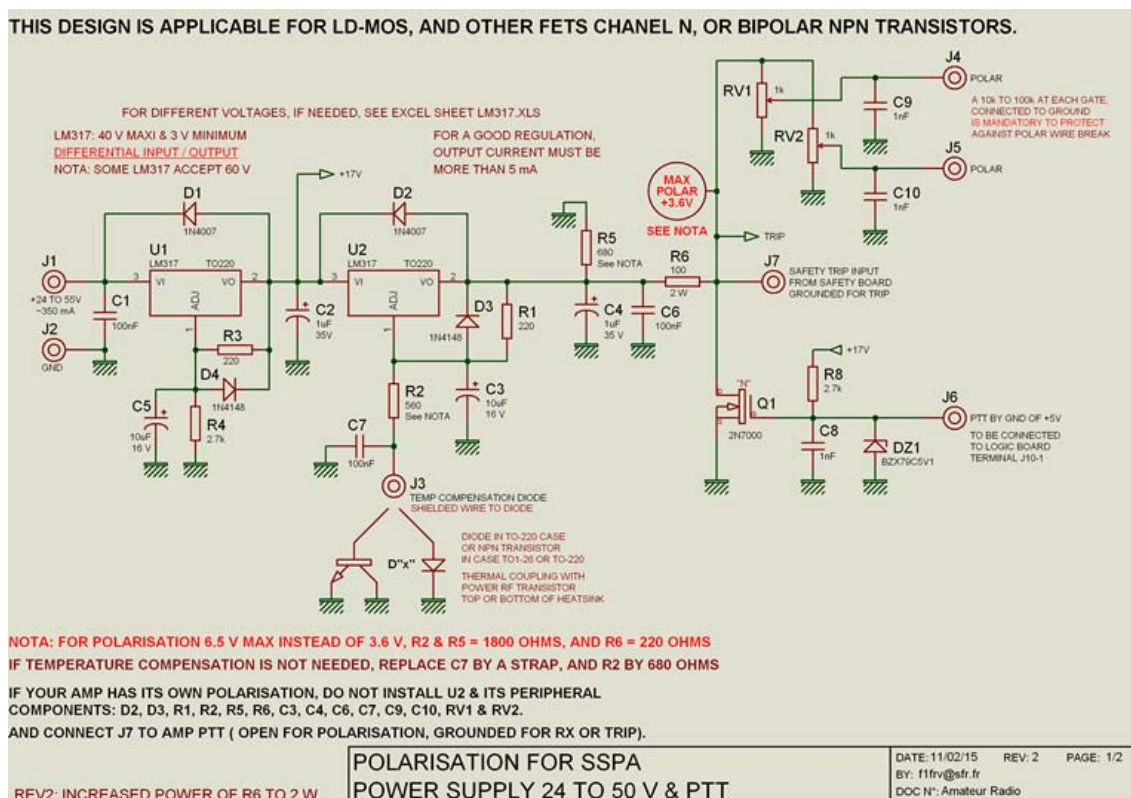 THIS DESIGN IS APPLICABLE FOR LD-MOS, AND OTHER FETS CHANEL N, OR BIPOLAR NPN TRANSISTORS.
FOR DIFFERENT VOLTAGES, IF NEEDED, SEE EXCEL SHEET LM317.XLS
LM317: 40 V MAXI & 3 V MINIMUM
DIFFERENTIAL INPUT / OUTPUT
NOTA: SOME LM317 ACCEPT 60 V
FOR A GOOD REGULATION,
OUTPUT CURRENT MUST BE
MORE THAN 5 mA
+17V
D1
1N4007
D2
1N4007
U1
LM317 TO220
3 VI VO 2
ADJ
1
U2
LM317 TO220
3 VI VO 2
ADJ
1
J1
+24 TO 55V
~350 mA
J2
GND
C1
100nF
C2
1uF
35V
R3
220
D4
1N4148
C5
10uF
16 V
R4
2.7k
D3
1N4148
R1
220
R2
560
See NOTA
C3
10uF
16 V
C7
100nF
J3
TEMP COMPENSATION DIODE
SHIELDED WIRE TO DIODE
D"x"
DIODE IN TO-220 CASE
OR NPN TRANSISTOR
IN CASE TO1-26 OR TO-220
THERMAL COUPLING WITH
POWER RF TRANSISTOR
TOP OR BOTTOM OF HEATSINK
R5
680
See NOTA
C4
1uF
35 V
C6
100nF
R6
100
2 W
MAX
POLAR
+3.6V
SEE NOTA
RV1
1k
RV2
1k
C9
1nF
C10
1nF
J4
POLAR
A 10k TO 100k AT EACH GATE,
CONNECTED TO GROUND
IS MANDATORY TO PROTECT
AGAINST POLAR WIRE BREAK
J5
POLAR
TRIP
J7
SAFETY TRIP INPUT
FROM SAFETY BOARD
GROUNDED FOR TRIP
+17V
R8
2.7k
"N"
Q1
2N7000
C8
1nF
DZ1
BZX79C5V1
J6
PTT BY GND OF +5V
TO BE CONNECTED
TO LOGIC BOARD
TERMINAL J10-1
NOTA: FOR POLARISATION 6.5 V MAX INSTEAD OF 3.6 V, R2 & R5 = 1800 OHMS, AND R6 = 220 OHMS
IF TEMPERATURE COMPENSATION IS NOT NEEDED, REPLACE C7 BY A STRAP, AND R2 BY 680 OHMS
IF YOUR AMP HAS ITS OWN POLARISATION, DO NOT INSTALL U2 & ITS PERIPHERAL
COMPONENTS: D2, D3, R1, R2, R5, R6, C3, C4, C6, C7, C9, C10, RV1 & RV2.
AND CONNECT J7 TO AMP PTT ( OPEN FOR POLARISATION, GROUNDED FOR RX OR TRIP).
REV2: INCREASED POWER OF R6 TO 2 W
POLARISATION FOR SSPA
POWER SUPPLY 24 TO 50 V & PTT
DATE: 11/02/15 REV: 2 PAGE: 1/2
BY: f1frv@sfr.fr
DOC N°: Amateur Radio